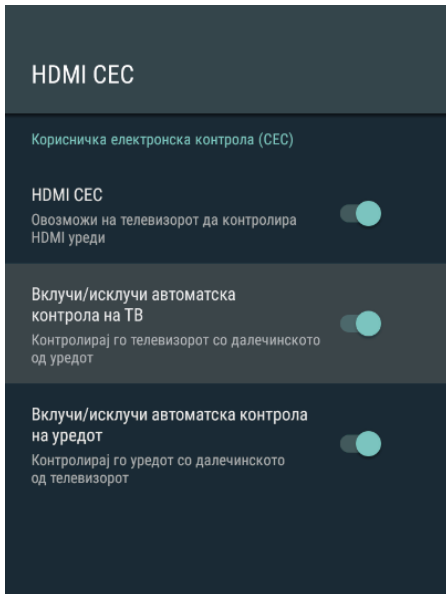 HDMI CEC
Корисничка електронска контрола (CEC)
HDMI CEC
Овозможи на телевизорот да контролира
HDMI уреди
Вклучи/исклучи автоматска
контрола на ТВ
Контролирај го телевизорот со далечинското
од уредот
Вклучи/исклучи автоматска контрола
на уредот
Контролирај го уредот со далечинското
од телевизорот